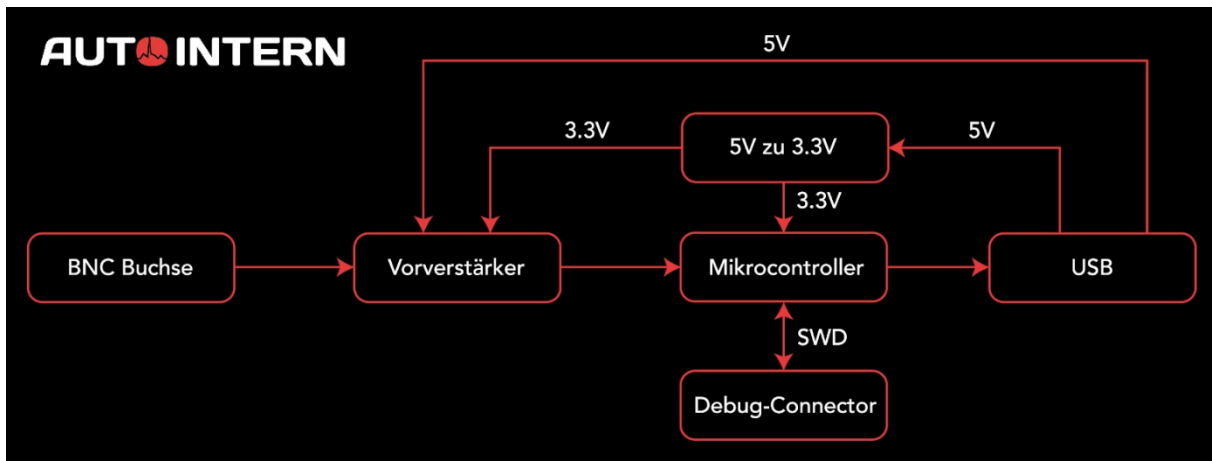 AUTOINTERN
5V
3.3V
5V zu 3.3V
5V
3.3V
BNC Buchse
Vorverstärker
Mikrocontroller
USB
SWD
Debug-Connector